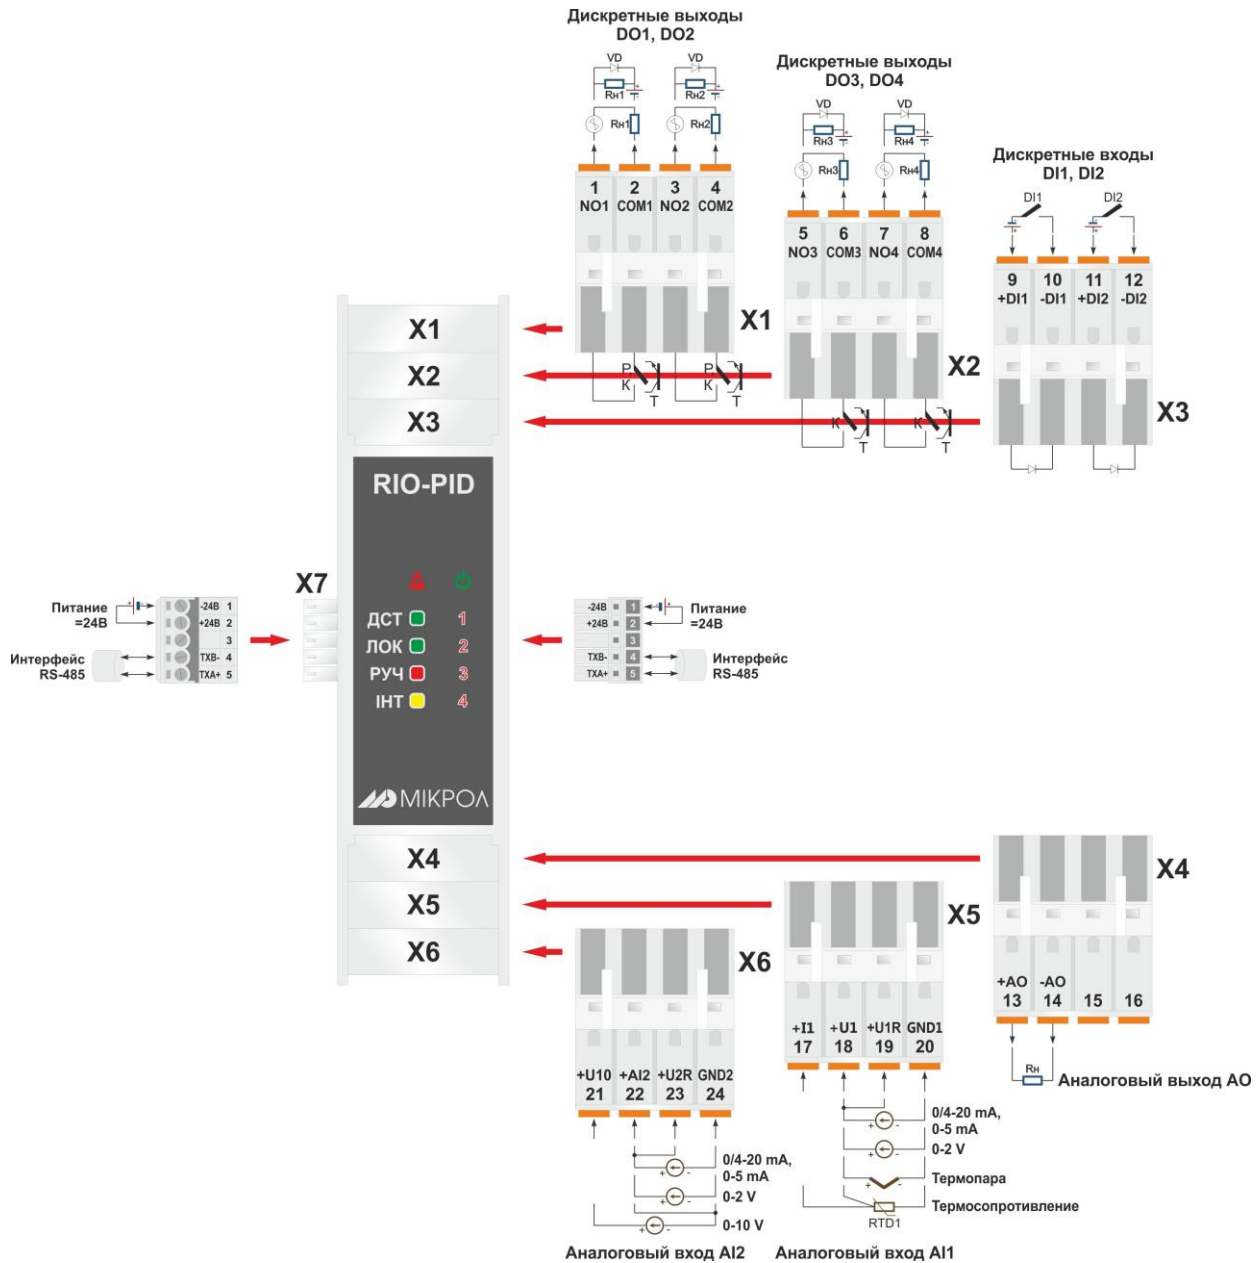 Дискретные выходы
DO1, DO2
VD
VD
Rн1
Rн2
Rн1
Rн2
1
2
3
4
NO1
COM1
NO2
COM2
X1
P
K
T
P
K
T
Дискретные выходы
DO3, DO4
VD
VD
Rн3
Rн4
Rн3
Rн4
5
6
7
8
NO3
COM3
NO4
COM4
X2
K
T
K
T
Дискретные входы
DI1, DI2
DI1
DI2
9
10
11
12
+DI1
-DI1
+DI2
-DI2
X3
X1
X2
X3
RIO-PID
ДСТ
1
ЛОК
2
РУЧ
3
ІНТ
4
МІКРОЛ
X4
X5
X6
X7
Питание
=24В
Интерфейс
RS-485
-24В 1
+24В 2
3
TXB- 4
TXA+ 5
-24В 1
+24В 2
3
TXB- 4
TXA+ 5
Питание
=24В
Интерфейс
RS-485
X4
+AO
-AO
13
14
15
16
Rн
Аналоговый выход АО
X5
+I1
+U1
+U1R
GND1
17
18
19
20
0/4-20 mA,
0-5 mA
0-2 V
Термопара
Термосопротивление
RTD1
Аналоговый вход AI1
X6
+U10
+AI2
+U2R
GND2
21
22
23
24
0/4-20 mA,
0-5 mA
0-2 V
0-10 V
Аналоговый вход AI2